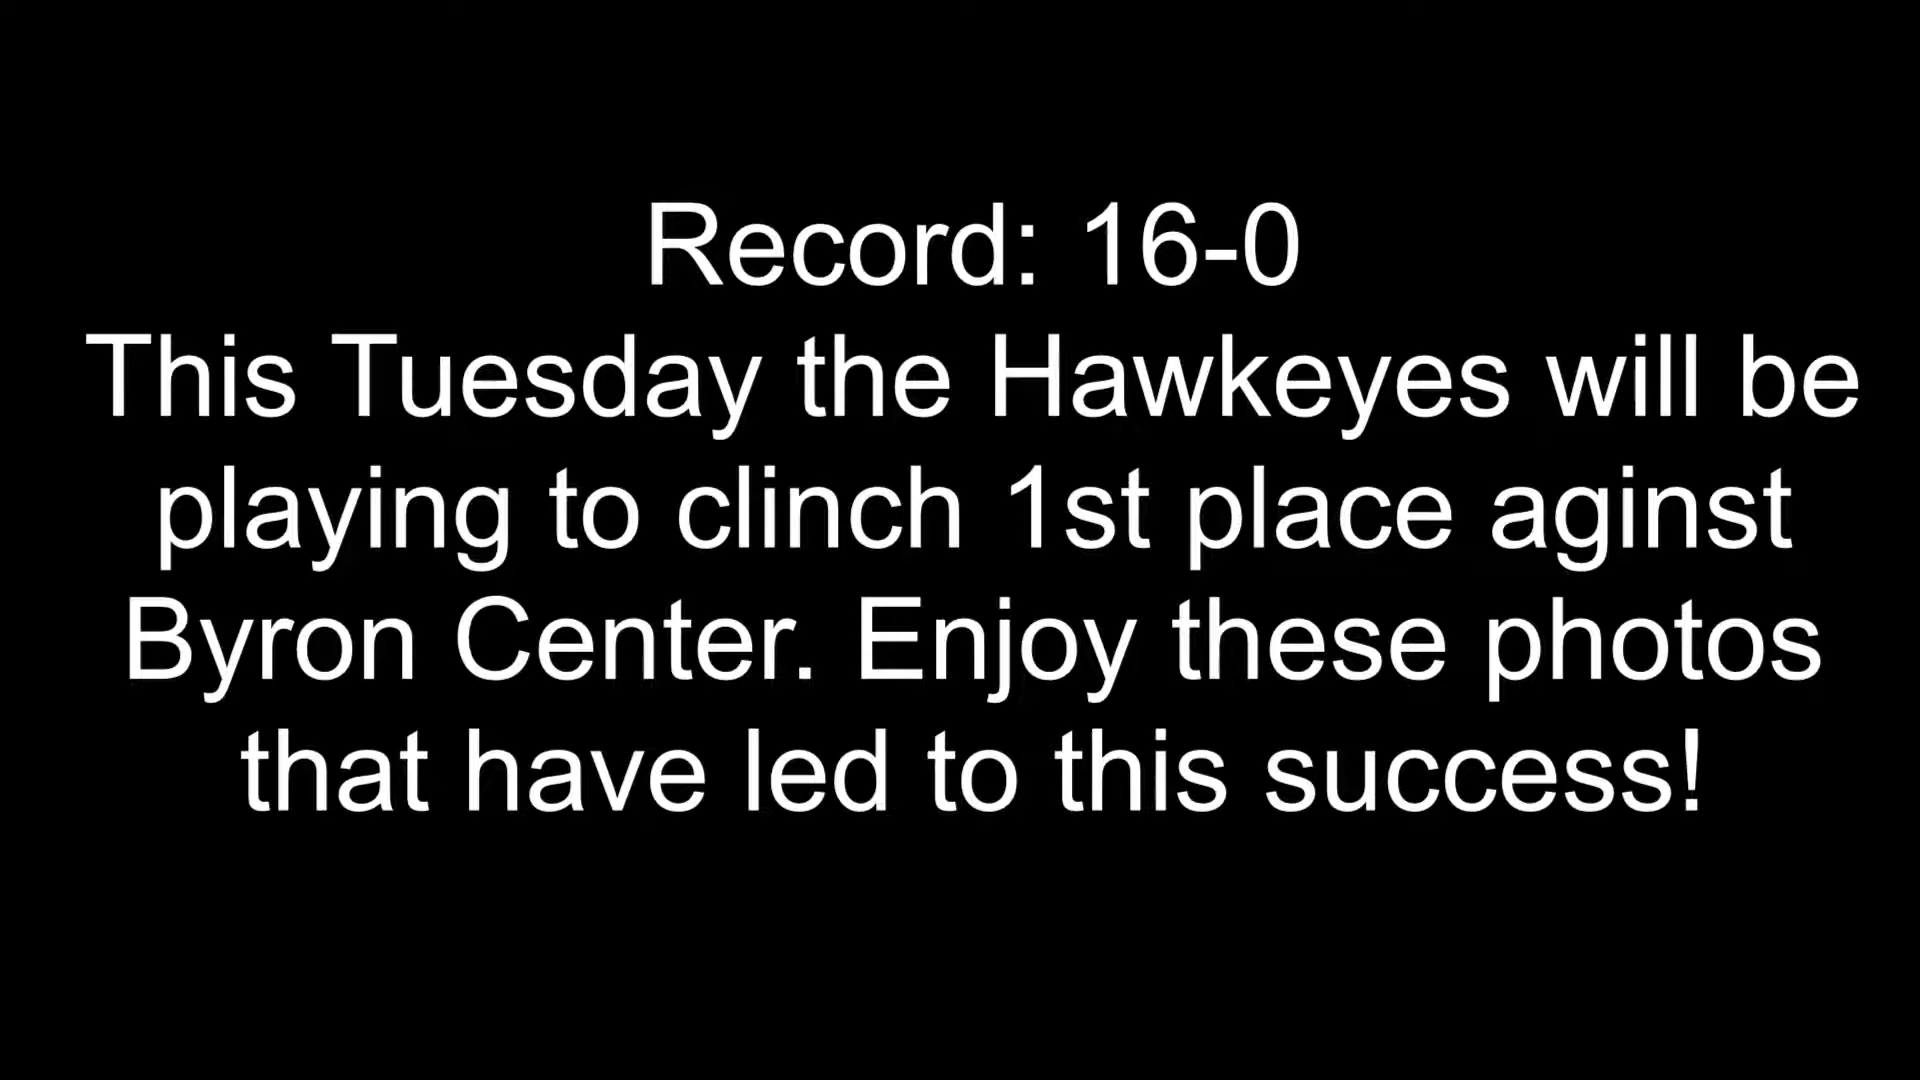 Record: 16-0
This Tuesday the Hawkeyes will be
playing to clinch 1st place aginst
Byron Center. Enjoy these photos
that have led to this success!